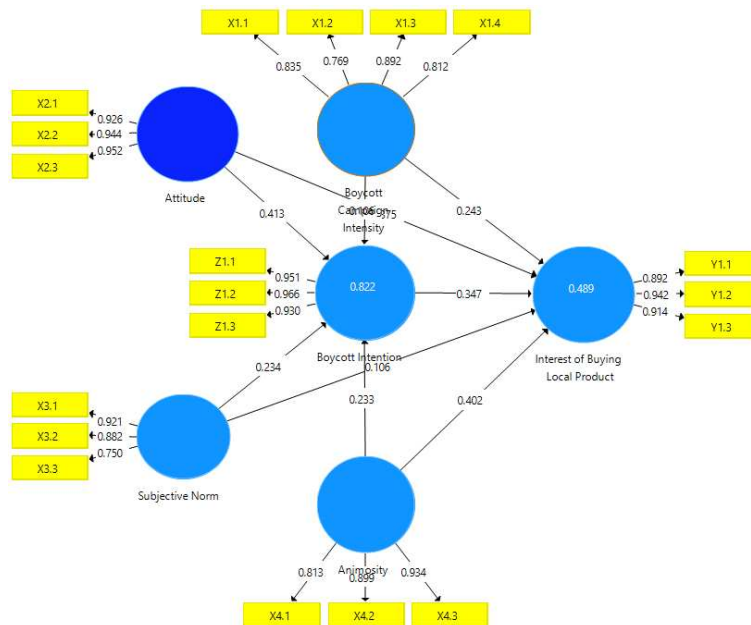 X1.1
X1.2
X1.3
X1.4
0.835
0.769
0.892
0.812
X2.1
X2.2
X2.3
0.926
0.944
0.952
Attitude
Boycott
Campaign
Intensity
0.413
0.243
Z1.1
Z1.2
Z1.3
0.951
0.966
0.930
0.822
Boycott Intention
0.347
0.489
Interest of Buying
Local Product
0.892
0.942
0.914
Y1.1
Y1.2
Y1.3
0.234
0.106
0.233
0.402
X3.1
X3.2
X3.3
0.921
0.882
0.750
Subjective Norm
Animosity
0.813
0.899
0.934
X4.1
X4.2
X4.3